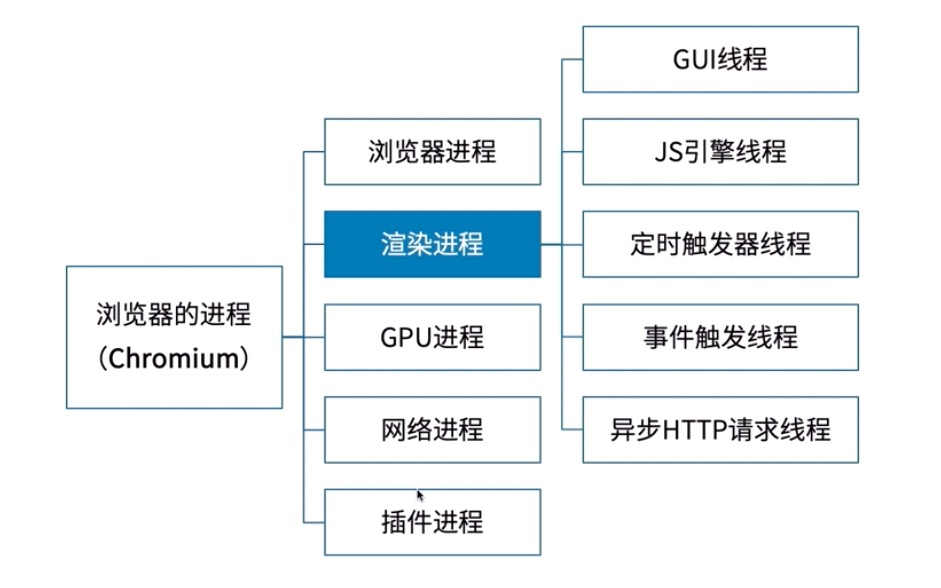 浏览器的进程
（Chromium）
浏览器进程
渲染进程
GPU进程
网络进程
插件进程
GUI线程
JS引擎线程
定时触发器线程
事件触发线程
异步HTTP请求线程